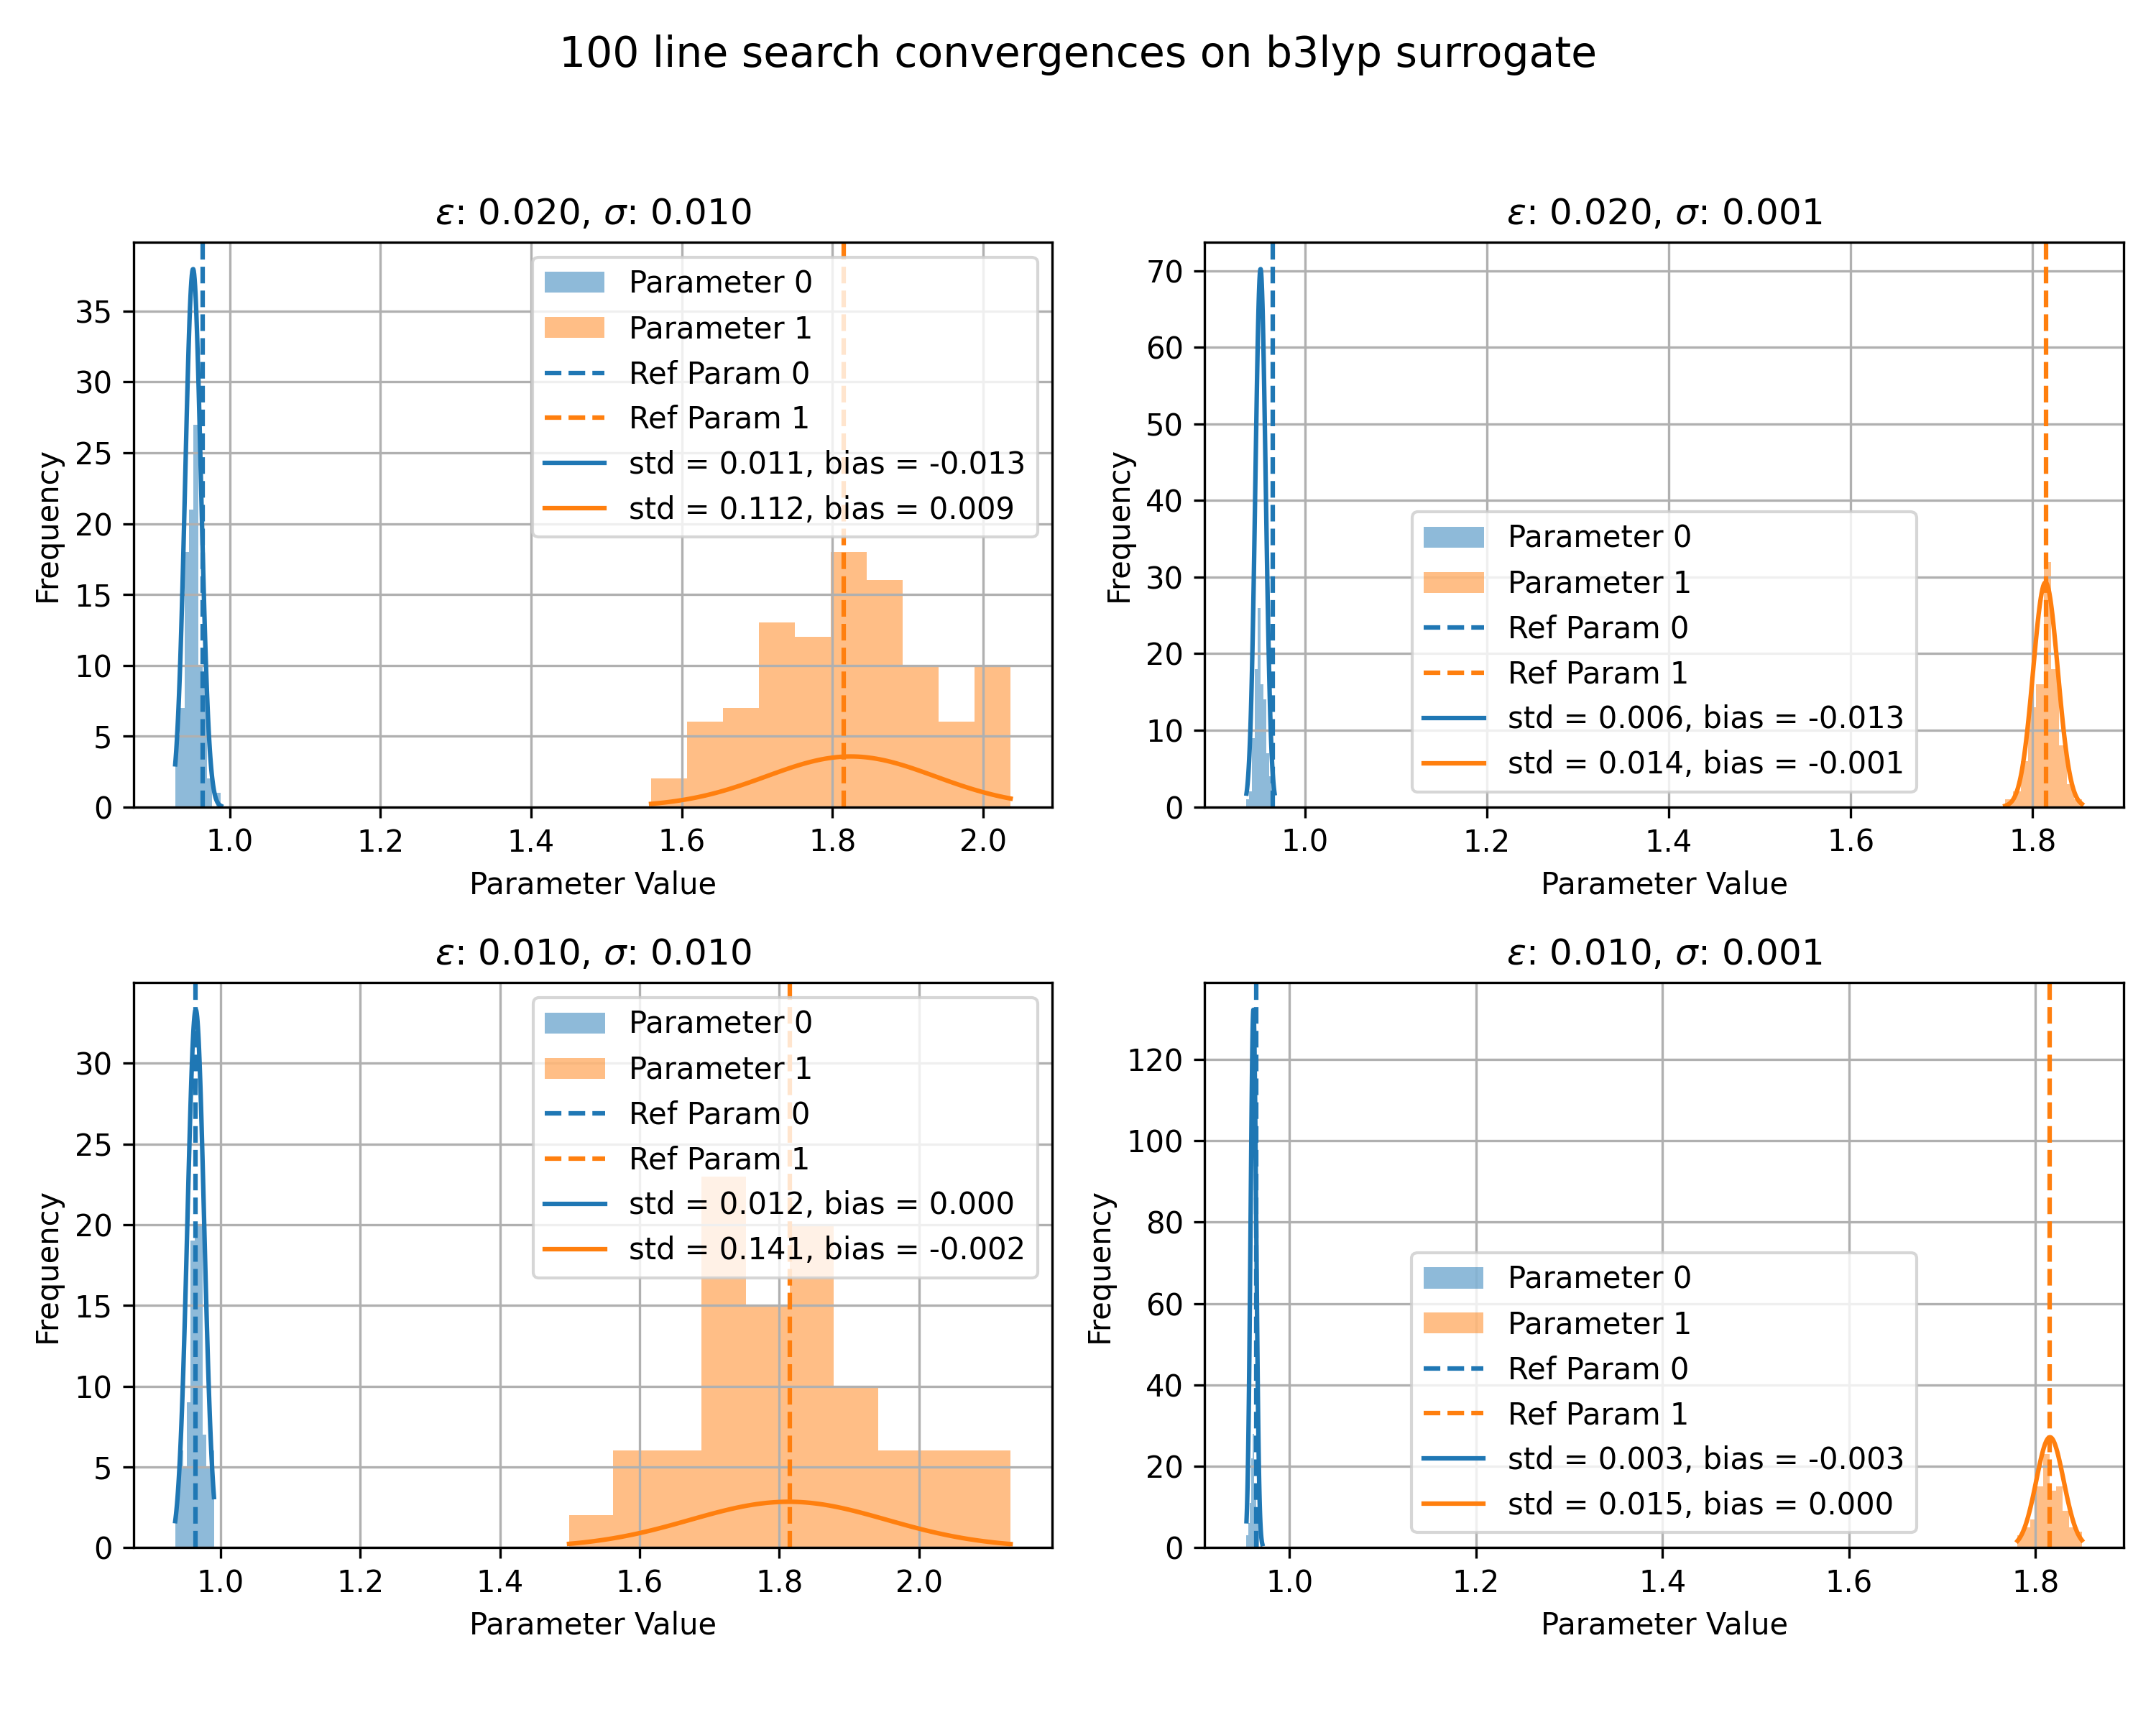 100 line search convergences on b3lyp surrogate
ε: 0.020, σ: 0.010
Frequency
35
30
25
20
15
10
5
0
Parameter 0
Parameter 1
Ref Param 0
Ref Param 1
std = 0.011, bias = -0.013
std = 0.112, bias = 0.009
1.0 1.2 1.4 1.6 1.8 2.0
Parameter Value
ε: 0.020, σ: 0.001
Frequency
70
60
50
40
30
20
10
0
Parameter 0
Parameter 1
Ref Param 0
Ref Param 1
std = 0.006, bias = -0.013
std = 0.014, bias = -0.001
1.0 1.2 1.4 1.6 1.8
Parameter Value
ε: 0.010, σ: 0.010
Frequency
30
25
20
15
10
5
0
Parameter 0
Parameter 1
Ref Param 0
Ref Param 1
std = 0.012, bias = 0.000
std = 0.141, bias = -0.002
1.0 1.2 1.4 1.6 1.8 2.0
Parameter Value
ε: 0.010, σ: 0.001
Frequency
120
100
80
60
40
20
0
Parameter 0
Parameter 1
Ref Param 0
Ref Param 1
std = 0.003, bias = -0.003
std = 0.015, bias = 0.000
1.0 1.2 1.4 1.6 1.8
Parameter Value